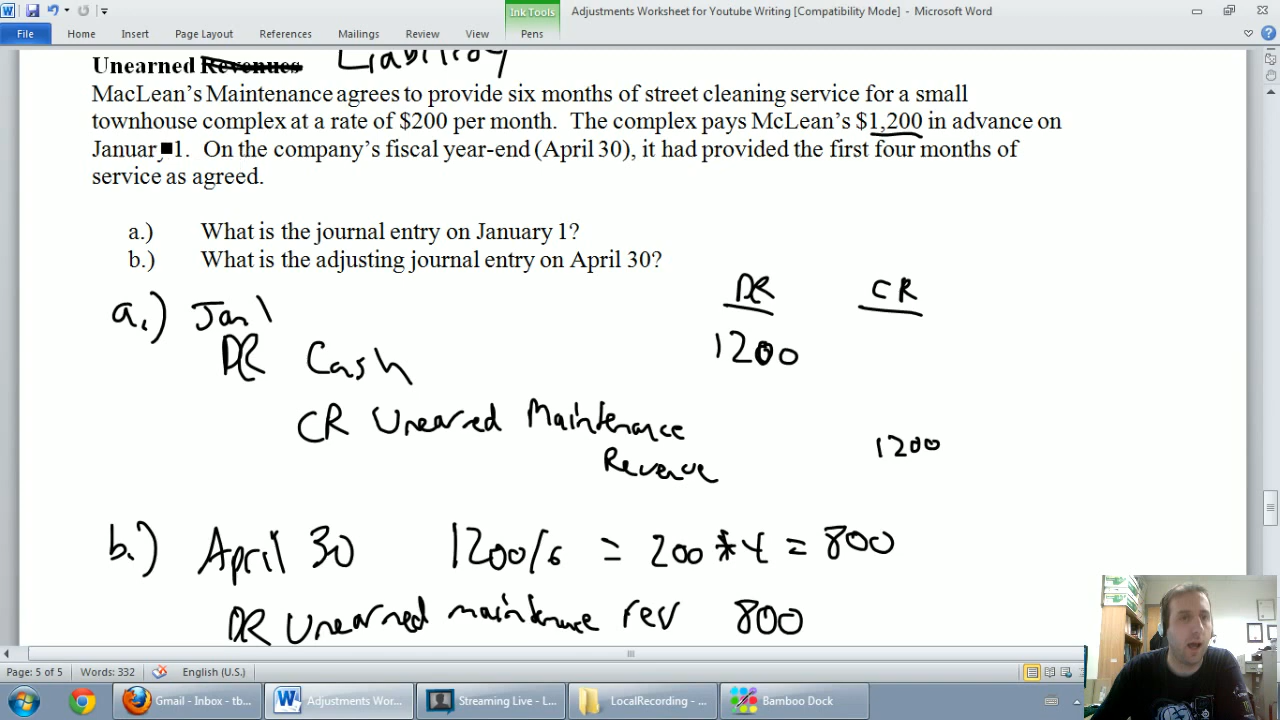 Ink Tools
Adjustments Worksheet for Youtube Writing [Compatibility Mode] - Microsoft Word
File Home Insert Page Layout References Mailings Review View Pens
Unearned Revenues Liability
MacLean's Maintenance agrees to provide six months of street cleaning service for a small
townhouse complex at a rate of $200 per month. The complex pays McLean's $1,200 in advance on
January 1. On the company's fiscal year-end (April 30), it had provided the first four months of
service as agreed.
a.) What is the journal entry on January 1?
b.) What is the adjusting journal entry on April 30?
DR CR
a.) Jan 1
DR Cash 1200
CR Unearned Maintenance
Revenue 1200
b.) April 30 1200/6 = 200 * 4 = 800
DR Unearned maintenance rev 800
Page: 5 of 5 Words: 332 English (U.S.)
Gmail - Inbox - tb... Adjustments Wor... Streaming Live - L... LocalRecording - ... Bamboo Dock